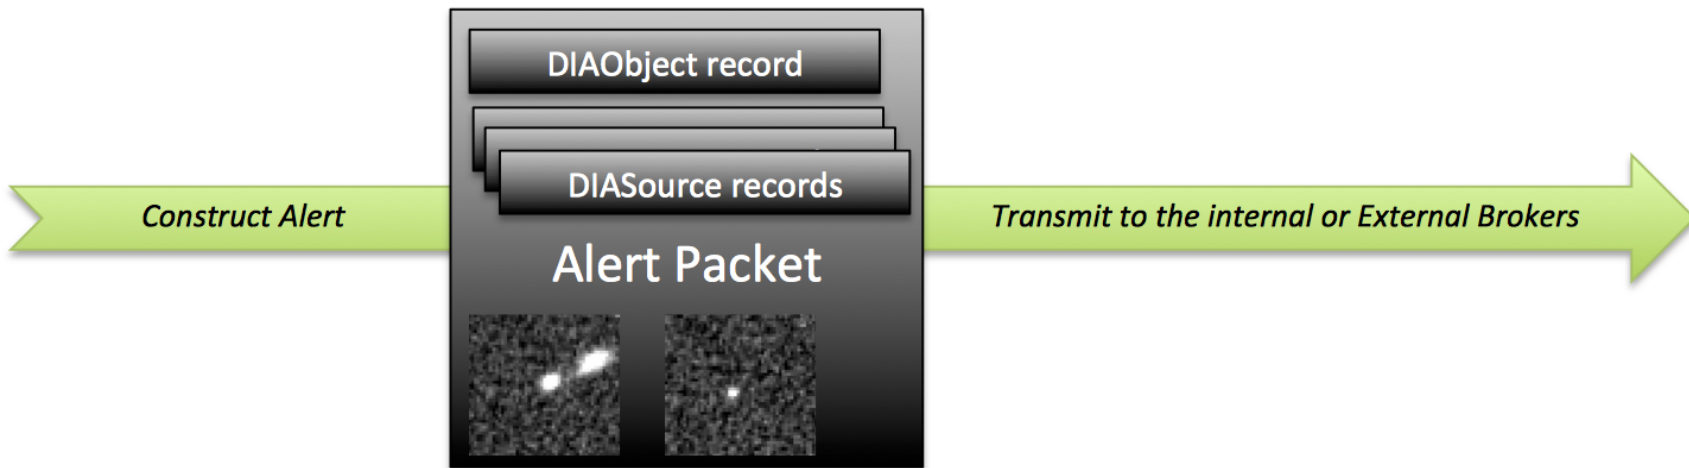 DIAObject record
DIASource records
Construct Alert
Transmit to the internal or External Brokers
Alert Packet